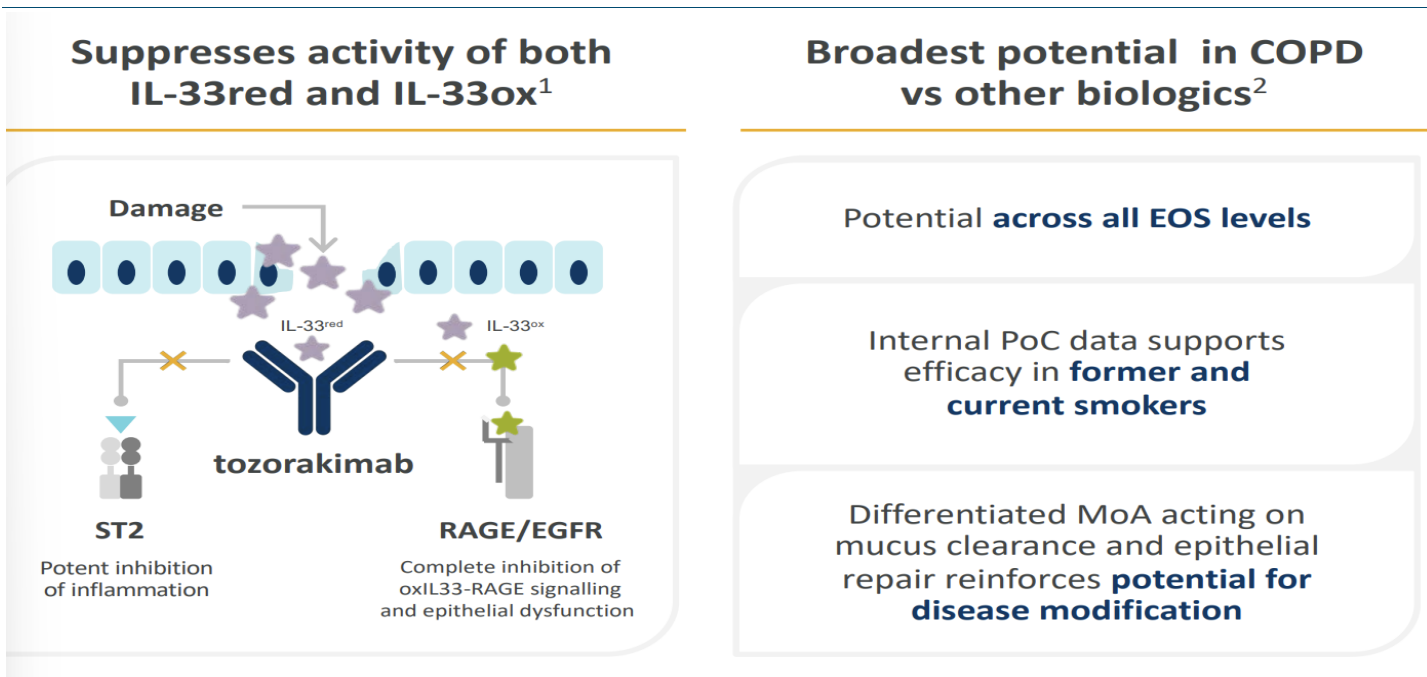 Suppresses activity of both
IL-33red and IL-33ox¹
Damage
IL-33ʳᵉᵈ
IL-33ᵒˣ
tozorakimab
ST2
Potent inhibition
of inflammation
RAGE/EGFR
Complete inhibition of
oxIL33-RAGE signalling
and epithelial dysfunction
Broadest potential in COPD
vs other biologics²
Potential across all EOS levels
Internal PoC data supports
efficacy in former and
current smokers
Differentiated MoA acting on
mucus clearance and epithelial
repair reinforces potential for
disease modification